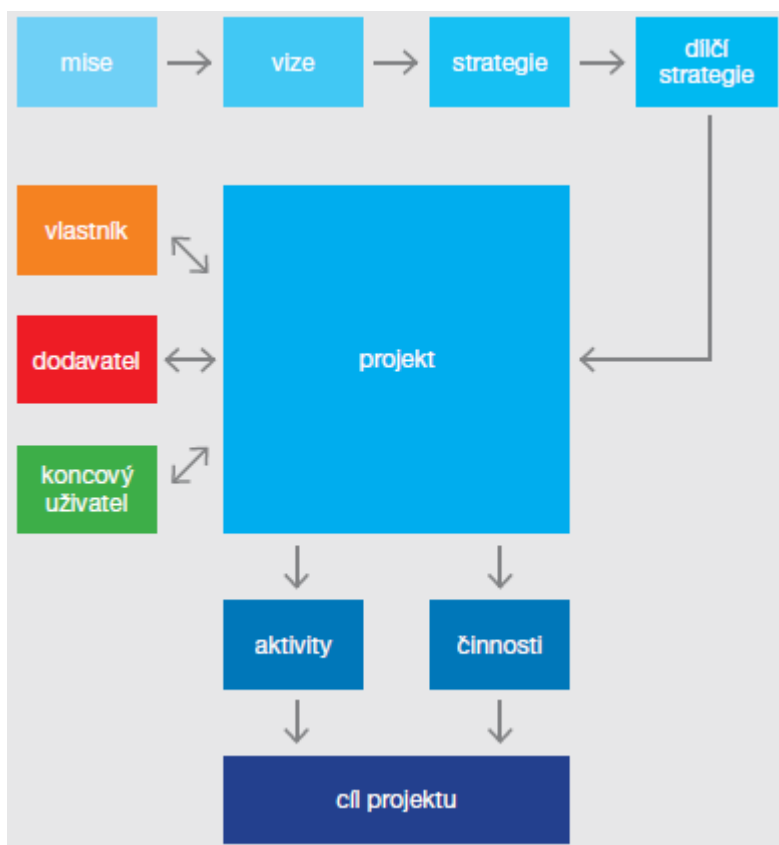 mise
vize
strategie
dílčí
strategie
vlastník
dodavatel
projekt
koncový
uživatel
aktivity
činnosti
cíl projektu